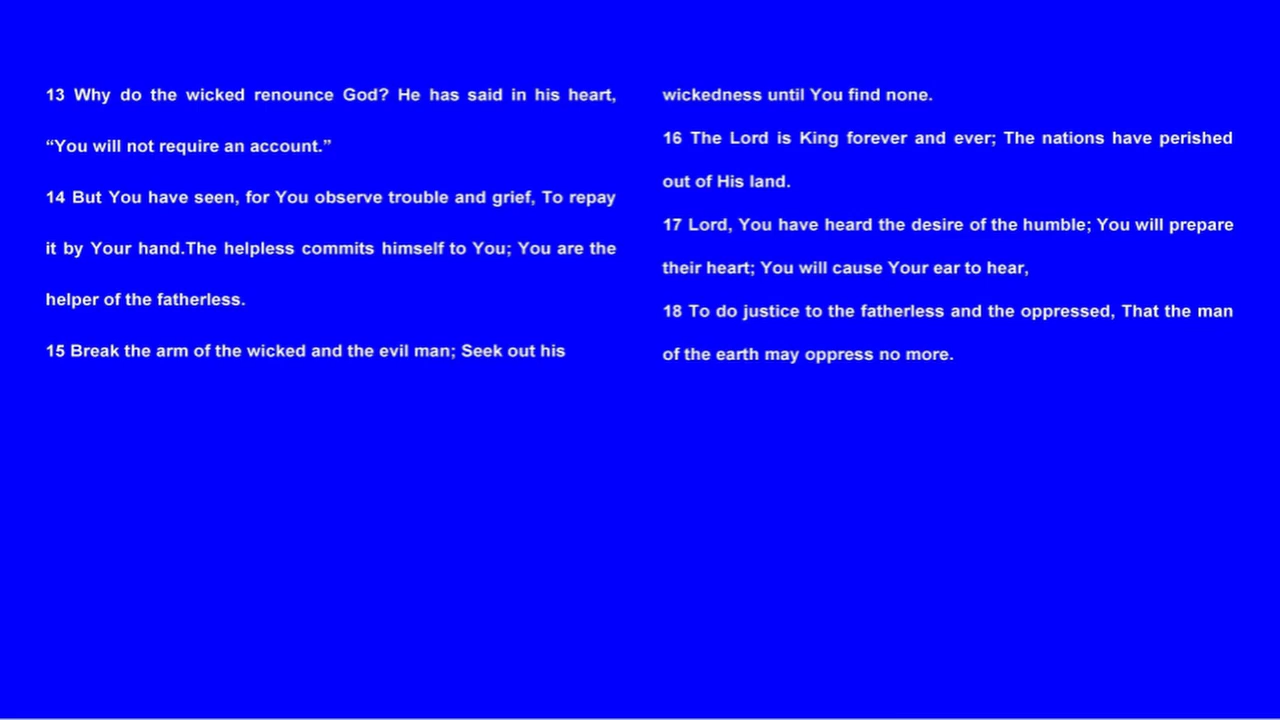 13 Why do the wicked renounce God? He has said in his heart,
“You will not require an account.”
14 But You have seen, for You observe trouble and grief, To repay
it by Your hand.The helpless commits himself to You; You are the
helper of the fatherless.
15 Break the arm of the wicked and the evil man; Seek out his
wickedness until You find none.
16 The Lord is King forever and ever; The nations have perished
out of His land.
17 Lord, You have heard the desire of the humble; You will prepare
their heart; You will cause Your ear to hear,
18 To do justice to the fatherless and the oppressed, That the man
of the earth may oppress no more.